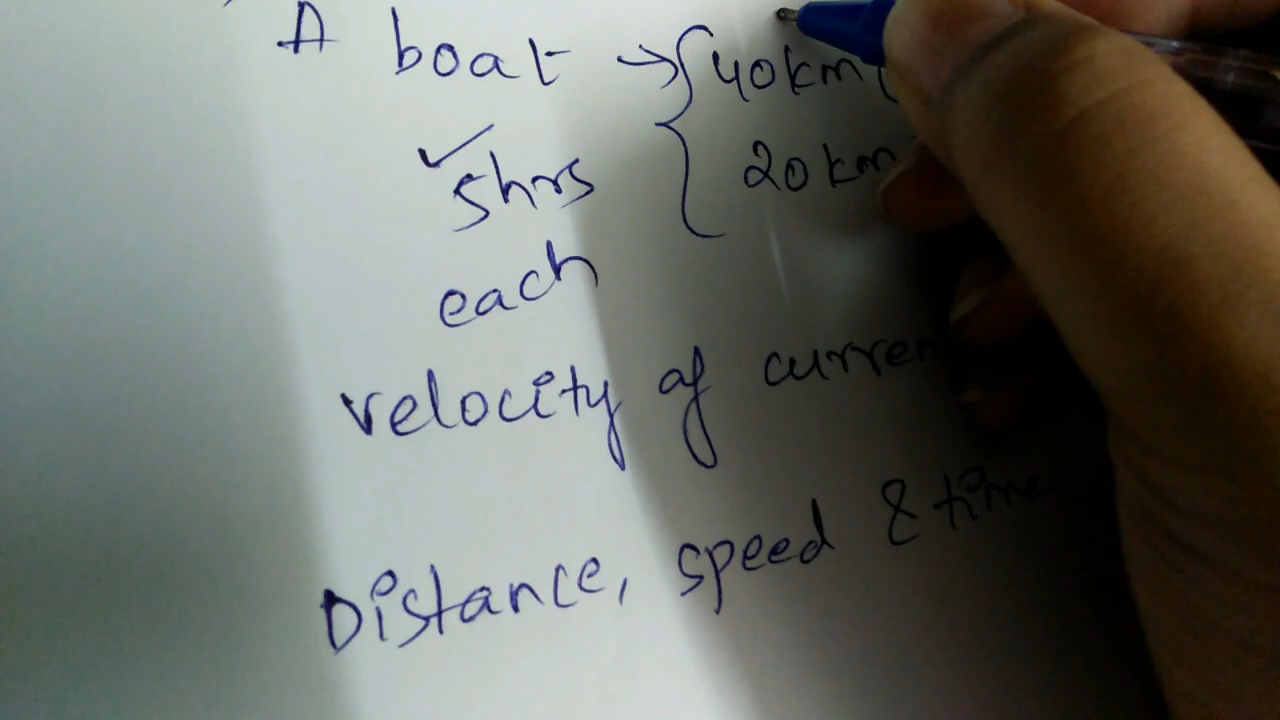 A boat → { 40km
5hrs 20km
each
velocity of curren
Distance, speed & time